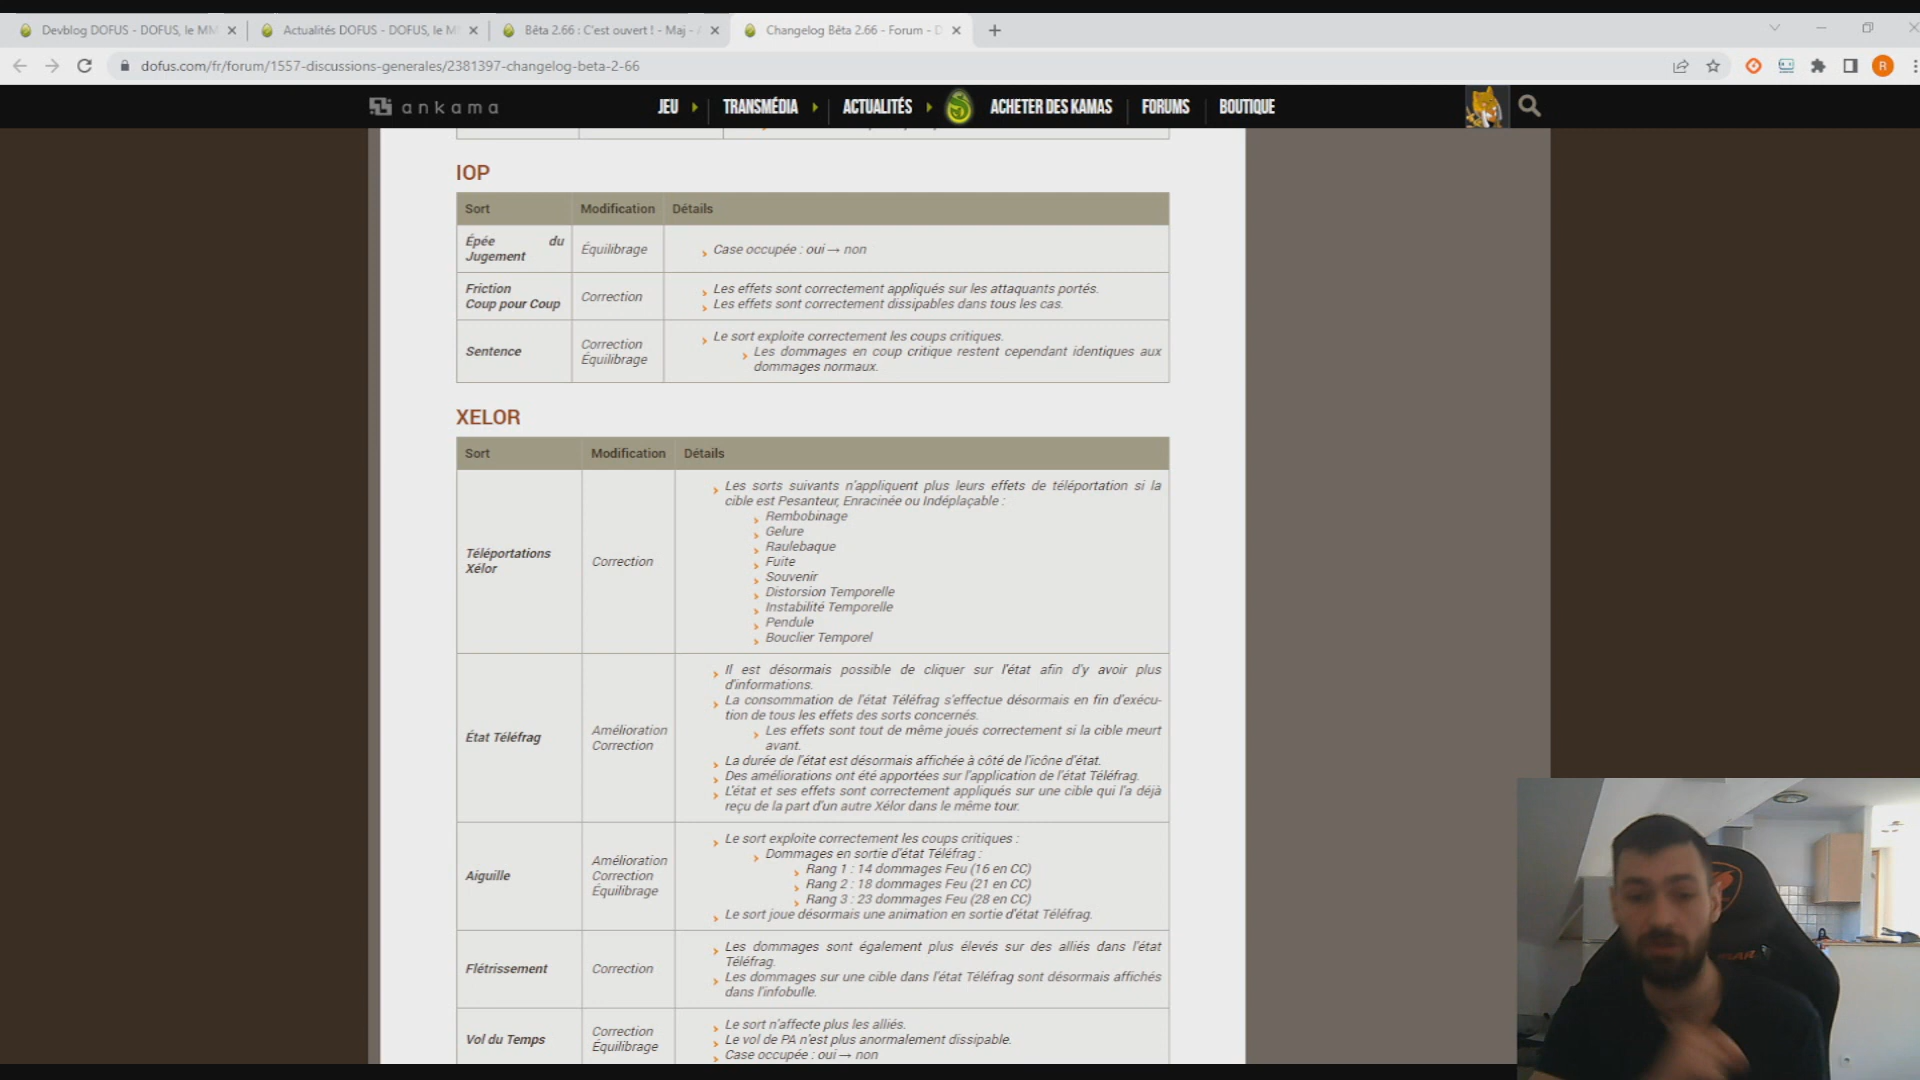 Devblog DOFUS - DOFUS, le MM
Actualités DOFUS - DOFUS, le M
Bêta 2.66 : C'est ouvert ! - Maj -
Changelog Bêta 2.66 - Forum - D
dofus.com/fr/forum/1557-discussions-generales/2381397-changelog-beta-2-66
R
ankama
JEU
TRANSMÉDIA
ACTUALITÉS
ACHETER DES KAMAS
FORUMS
BOUTIQUE
IOP
Sort Modification Détails
Épée du
Jugement
Équilibrage
Case occupée : oui → non
Friction
Coup pour Coup
Correction
Les effets sont correctement appliqués sur les attaquants portés.
Les effets sont correctement dissipables dans tous les cas.
Sentence
Correction
Équilibrage
Le sort exploite correctement les coups critiques.
Les dommages en coup critique restent cependant identiques aux
dommages normaux.
XELOR
Sort Modification Détails
Téléportations
Xélor
Correction
Les sorts suivants n'appliquent plus leurs effets de téléportation si la
cible est Pesanteur, Enracinée ou Indéplaçable :
Rembobinage
Gelure
Raulebaque
Fuite
Souvenir
Distorsion Temporelle
Instabilité Temporelle
Pendule
Bouclier Temporel
État Téléfrag
Amélioration
Correction
Il est désormais possible de cliquer sur l'état afin d'y avoir plus
d'informations.
La consommation de l'état Téléfrag s'effectue désormais en fin d'exécu-
tion de tous les effets des sorts concernés.
Les effets sont tout de même joués correctement si la cible meurt
avant.
La durée de l'état est désormais affichée à côté de l'icône d'état.
Des améliorations ont été apportées sur l'application de l'état Téléfrag.
L'état et ses effets sont correctement appliqués sur une cible qui l'a déjà
reçu de la part d'un autre Xélor dans le même tour.
Aiguille
Amélioration
Correction
Équilibrage
Le sort exploite correctement les coups critiques :
Dommages en sortie d'état Téléfrag :
Rang 1 : 14 dommages Feu (16 en CC)
Rang 2 : 18 dommages Feu (21 en CC)
Rang 3 : 23 dommages Feu (28 en CC)
Le sort joue désormais une animation en sortie d'état Téléfrag.
Flétrissement
Correction
Les dommages sont également plus élevés sur des alliés dans l'état
Téléfrag.
Les dommages sur une cible dans l'état Téléfrag sont désormais affichés
dans l'infobulle.
Vol du Temps
Correction
Équilibrage
Le sort n'affecte plus les alliés.
Le vol de PA n'est plus anormalement dissipable.
Case occupée : oui → non